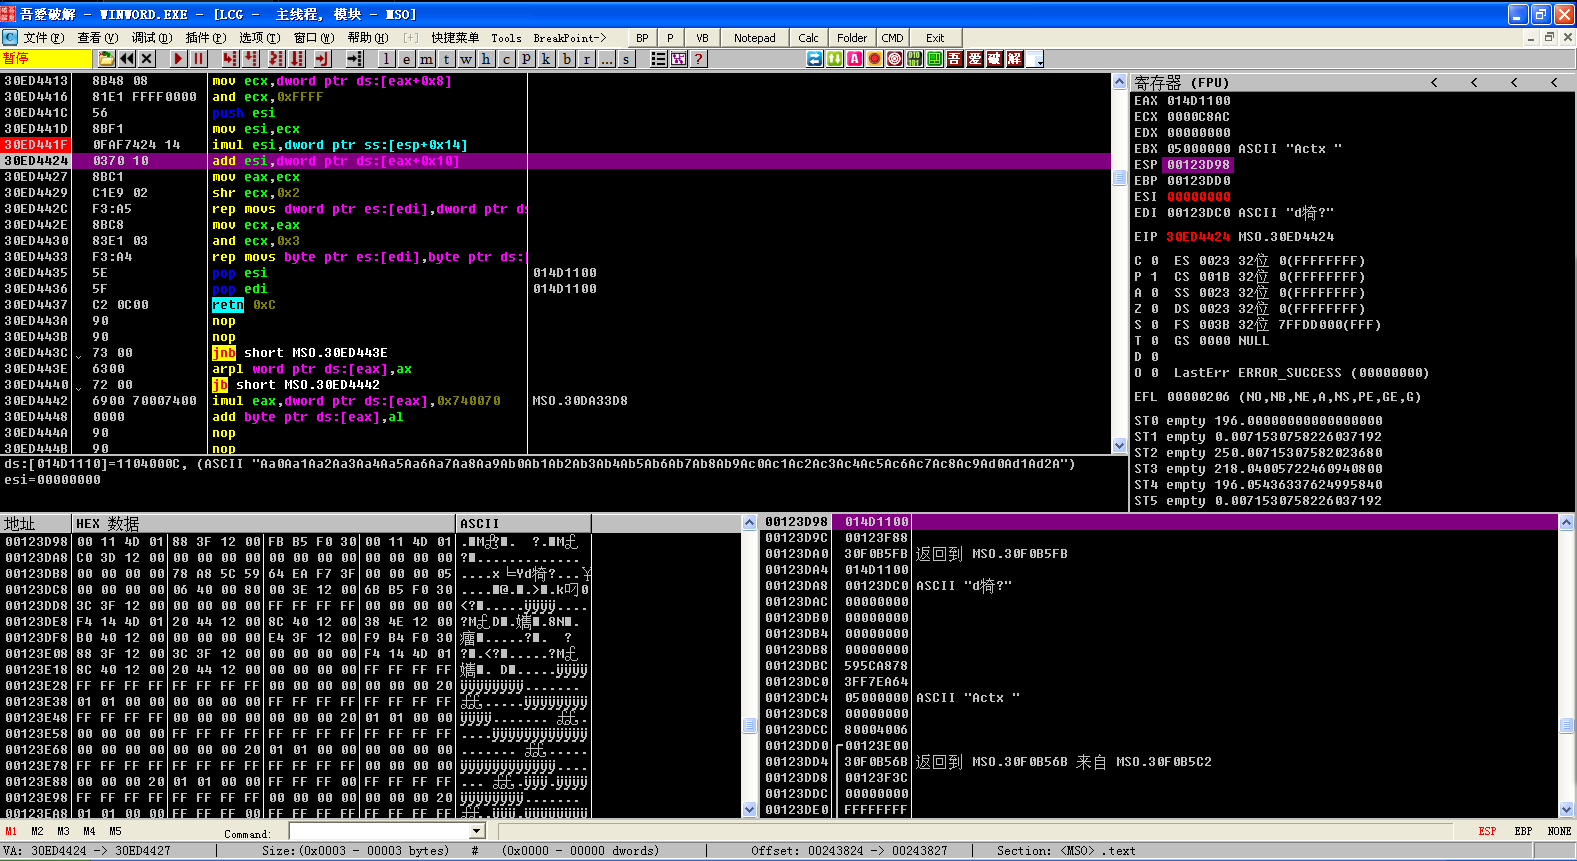 吾爱破解 - WINWORD.EXE - [LCG - 主线程, 模块 - MSO]
文件(F) 查看(V) 调试(D) 插件(P) 选项(T) 窗口(W) 帮助(H) [+] 快捷菜单 Tools BreakPoint-> BP P VB Notepad Calc Folder CMD Exit
暂停 l e m t w h c p k b r ... s ? 吾 爱 破 解
30ED4413 8B48 08 mov ecx,dword ptr ds:[eax+0x8]
30ED4416 81E1 FFFF0000 and ecx,0xFFFF
30ED441C 56 push esi
30ED441D 8BF1 mov esi,ecx
30ED441F 0FAF7424 14 imul esi,dword ptr ss:[esp+0x14]
30ED4424 0370 10 add esi,dword ptr ds:[eax+0x10]
30ED4427 8BC1 mov eax,ecx
30ED4429 C1E9 02 shr ecx,0x2
30ED442C F3:A5 rep movs dword ptr es:[edi],dword ptr ds
30ED442E 8BC8 mov ecx,eax
30ED4430 83E1 03 and ecx,0x3
30ED4433 F3:A4 rep movs byte ptr es:[edi],byte ptr ds:[
30ED4435 5E pop esi 014D1100
30ED4436 5F pop edi 014D1100
30ED4437 C2 0C00 retn 0xC
30ED443A 90 nop
30ED443B 90 nop
30ED443C 73 00 jnb short MSO.30ED443E
30ED443E 6300 arpl word ptr ds:[eax],ax
30ED4440 72 00 jb short MSO.30ED4442
30ED4442 6900 70007400 imul eax,dword ptr ds:[eax],0x740070 MSO.30DA33D8
30ED4448 0000 add byte ptr ds:[eax],al
30ED444A 90 nop
30ED444B 90 nop
ds:[014D1110]=1104000C, (ASCII "Aa0Aa1Aa2Aa3Aa4Aa5Aa6Aa7Aa8Aa9Ab0Ab1Ab2Ab3Ab4Ab5Ab6Ab7Ab8Ab9Ac0Ac1Ac2Ac3Ac4Ac5Ac6Ac7Ac8Ac9Ad0Ad1Ad2A")
esi=00000000
寄存器 (FPU) < < < <
EAX 014D1100
ECX 0000C8AC
EDX 00000000
EBX 05000000 ASCII "Actx "
ESP 00123D98
EBP 00123DD0
ESI 00000000
EDI 00123DC0 ASCII "d犄?"
EIP 30ED4424 MSO.30ED4424
C 0 ES 0023 32位 0(FFFFFFFF)
P 1 CS 001B 32位 0(FFFFFFFF)
A 0 SS 0023 32位 0(FFFFFFFF)
Z 0 DS 0023 32位 0(FFFFFFFF)
S 0 FS 003B 32位 7FFDD000(FFF)
T 0 GS 0000 NULL
D 0
O 0 LastErr ERROR_SUCCESS (00000000)
EFL 00000206 (NO,NB,NE,A,NS,PE,GE,G)
ST0 empty 196.00000000000000000
ST1 empty 0.0071530758226037192
ST2 empty 250.00715307582023680
ST3 empty 218.04005722460940800
ST4 empty 196.05436337624995840
ST5 empty 0.0071530758226037192
地址 HEX 数据 ASCII
00123D98 00 11 4D 01 88 3F 12 00 FB B5 F0 30 00 11 4D 01
00123DA8 C0 3D 12 00 00 00 00 00 00 00 00 00 00 00 00 00
00123DB8 00 00 00 00 78 A8 5C 59 64 EA F7 3F 00 00 00 05
00123DC8 00 00 00 00 06 40 00 80 00 3E 12 00 6B B5 F0 30
00123DD8 3C 3F 12 00 00 00 00 00 FF FF FF FF 00 00 00 00
00123DE8 F4 14 4D 01 20 44 12 00 8C 40 12 00 38 4E 12 00
00123DF8 B0 40 12 00 00 00 00 00 E4 3F 12 00 F9 B4 F0 30
00123E08 88 3F 12 00 3C 3F 12 00 00 00 00 00 F4 14 4D 01
00123E18 8C 40 12 00 20 44 12 00 00 00 00 00 FF FF FF FF
00123E28 FF FF FF FF FF FF FF FF 00 00 00 00 00 00 00 20
00123E38 01 01 00 00 00 00 00 00 FF FF FF FF FF FF FF FF
00123E48 FF FF FF FF 00 00 00 00 00 00 00 20 01 01 00 00
00123E58 00 00 00 00 FF FF FF FF FF FF FF FF FF FF FF FF
00123E68 00 00 00 00 00 00 00 20 01 01 00 00 00 00 00 00
00123E78 FF FF FF FF FF FF FF FF FF FF FF FF 00 00 00 00
00123E88 00 00 00 20 01 01 00 00 FF FF FF 00 FF FF FF FF
00123E98 FF FF FF FF FF FF FF FF 00 00 00 00 00 00 00 20
00123EA8 01 01 00 00 FF FF FF 00 FF FF FF FF FF FF FF FF
00123D98 014D1100
00123D9C 00123F88
00123DA0 30F0B5FB 返回到 MSO.30F0B5FB
00123DA4 014D1100
00123DA8 00123DC0 ASCII "d犄?"
00123DAC 00000000
00123DB0 00000000
00123DB4 00000000
00123DB8 00000000
00123DBC 595CA878
00123DC0 3FF7EA64
00123DC4 05000000 ASCII "Actx "
00123DC8 00000000
00123DCC 80004006
00123DD0 00123E00
00123DD4 30F0B56B 返回到 MSO.30F0B56B 来自 MSO.30F0B5C2
00123DD8 00123F3C
00123DDC 00000000
00123DE0 FFFFFFFF
M1 M2 M3 M4 M5 Command: ESP EBP NONE
VA: 30ED4424 -> 30ED4427 Size:(0x0003 - 00003 bytes) # (0x0000 - 00000 dwords) Offset: 00243824 -> 00243827 Section: <MSO> .text